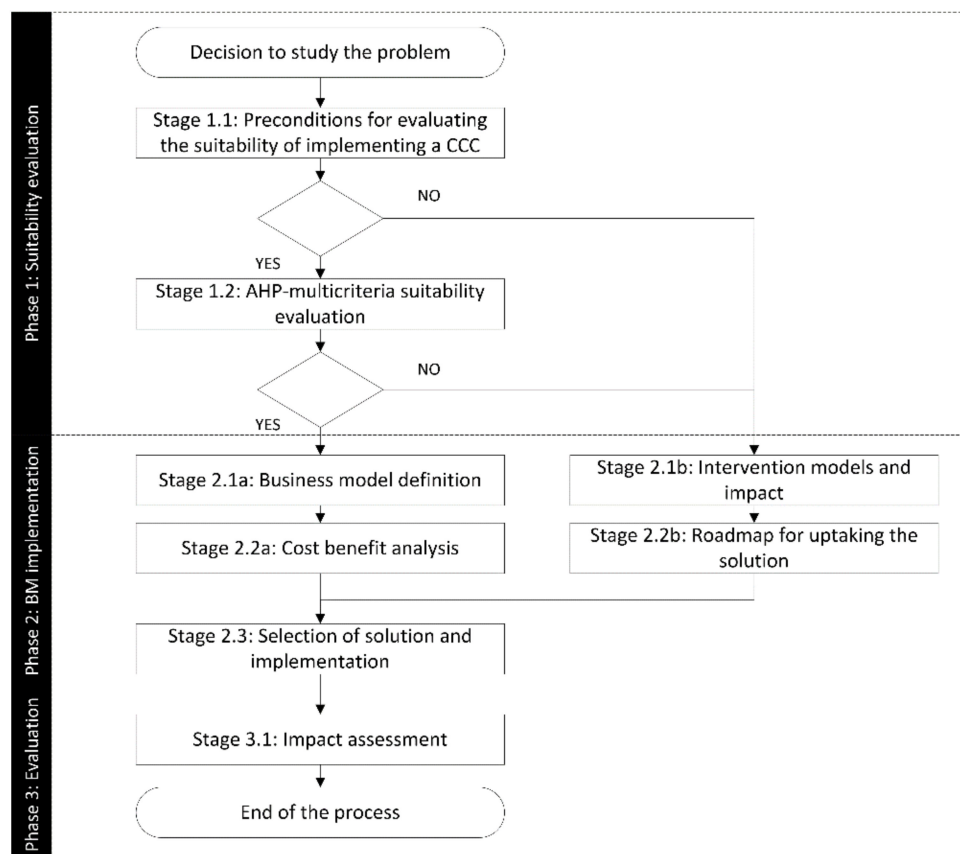 Phase 1: Suitability evaluation
Decision to study the problem
Stage 1.1: Preconditions for evaluating
the suitability of implementing a CCC
NO
YES
Stage 1.2: AHP-multicriteria suitability
evaluation
NO
YES
Phase 2: BM implementation
Stage 2.1a: Business model definition
Stage 2.1b: Intervention models and
impact
Stage 2.2a: Cost benefit analysis
Stage 2.2b: Roadmap for uptaking the
solution
Stage 2.3: Selection of solution and
implementation
Phase 3: Evaluation
Stage 3.1: Impact assessment
End of the process